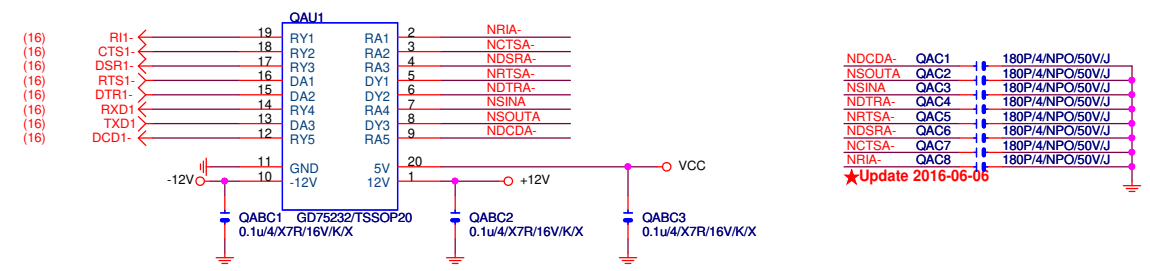 QAU1
(16) RI1- 19 RY1 RA1 2 NRIA-
(16) CTS1- 18 RY2 RA2 3 NCTSA-
(16) DSR1- 17 RY3 RA3 4 NDSRA-
(16) RTS1- 16 DA1 DY1 5 NRTSA-
(16) DTR1- 15 DA2 DY2 6 NDTRA-
(16) RXD1 14 RY4 RA4 7 NSINA
(16) TXD1 13 DA3 DY3 8 NSOUTA
(16) DCD1- 12 RY5 RA5 9 NDCDA-
11 GND 5V 20 VCC
-12V 10 -12V 12V 1 +12V
GD75232/TSSOP20
QABC1
0.1u/4/X7R/16V/K/X
QABC2
0.1u/4/X7R/16V/K/X
QABC3
0.1u/4/X7R/16V/K/X
NDCDA- QAC1 180P/4/NPO/50V/J
NSOUTA QAC2 180P/4/NPO/50V/J
NSINA QAC3 180P/4/NPO/50V/J
NDTRA- QAC4 180P/4/NPO/50V/J
NRTSA- QAC5 180P/4/NPO/50V/J
NDSRA- QAC6 180P/4/NPO/50V/J
NCTSA- QAC7 180P/4/NPO/50V/J
NRIA- QAC8 180P/4/NPO/50V/J
★Update 2016-06-06